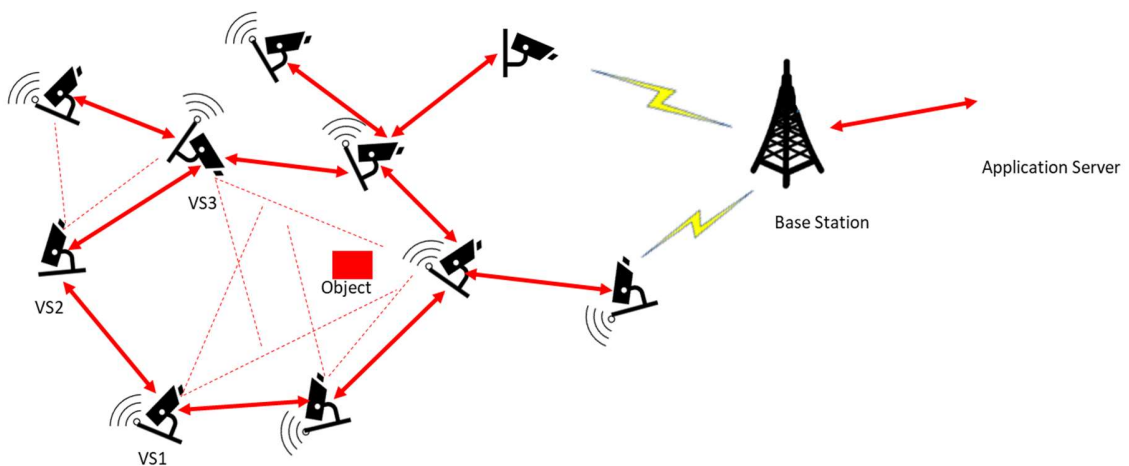 Application Server
VS3
Base Station
Object
VS2
VS1